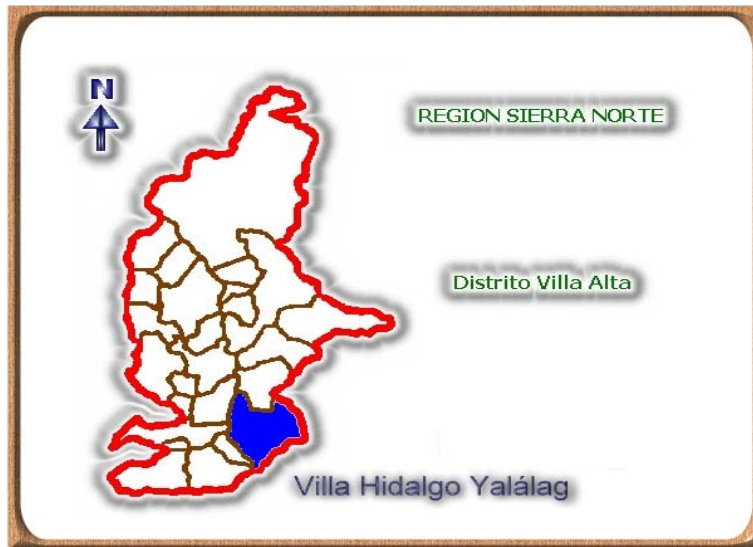 N
REGION SIERRA NORTE
Distrito Villa Alta
Villa Hidalgo Yalálag